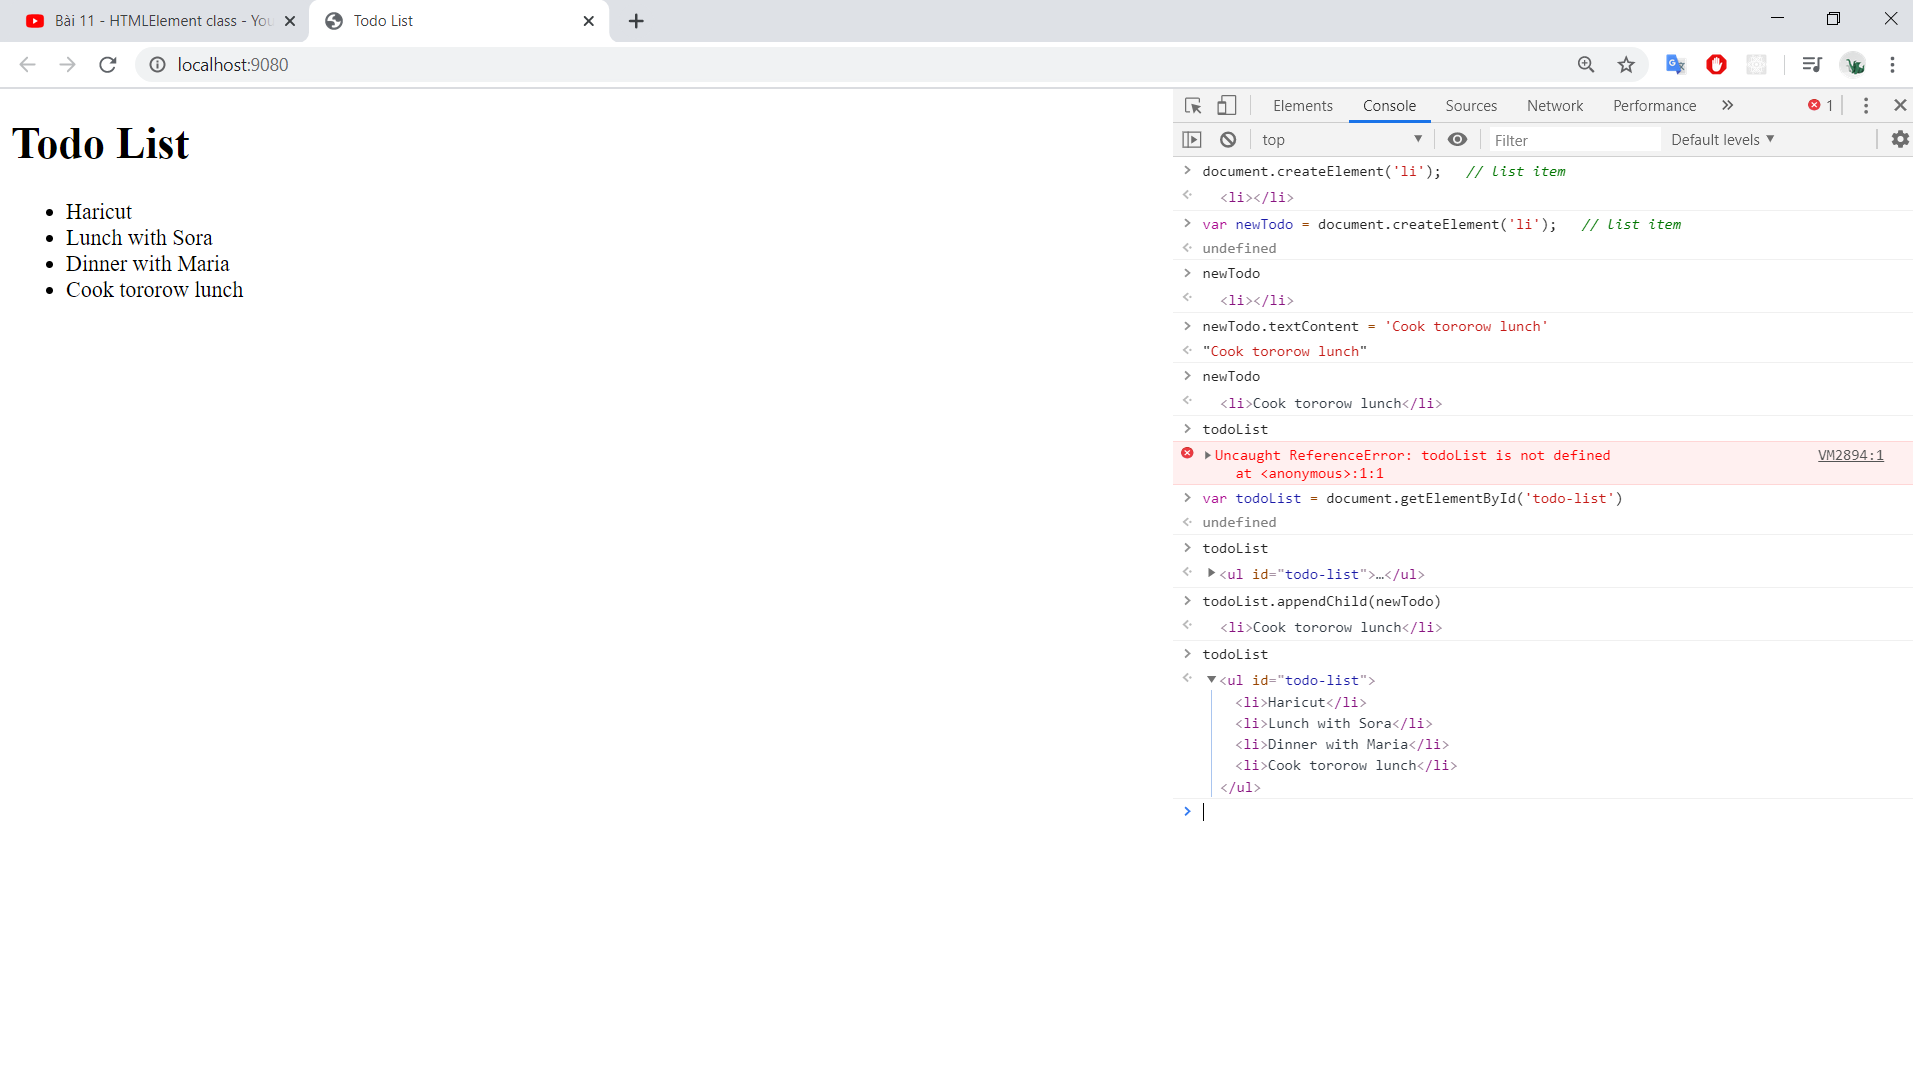 Bài 11 - HTMLElement class - You
Todo List
localhost:9080
Todo List
Haricut
Lunch with Sora
Dinner with Maria
Cook tororow lunch
Elements Console Sources Network Performance » 1
top Filter Default levels
document.createElement('li');   // list item
<li></li>
var newTodo = document.createElement('li');   // list item
undefined
newTodo
<li></li>
newTodo.textContent = 'Cook tororow lunch'
"Cook tororow lunch"
newTodo
<li>Cook tororow lunch</li>
todoList
Uncaught ReferenceError: todoList is not defined VM2894:1
at <anonymous>:1:1
var todoList = document.getElementById('todo-list')
undefined
todoList
<ul id="todo-list">…</ul>
todoList.appendChild(newTodo)
<li>Cook tororow lunch</li>
todoList
<ul id="todo-list">
<li>Haricut</li>
<li>Lunch with Sora</li>
<li>Dinner with Maria</li>
<li>Cook tororow lunch</li>
</ul>